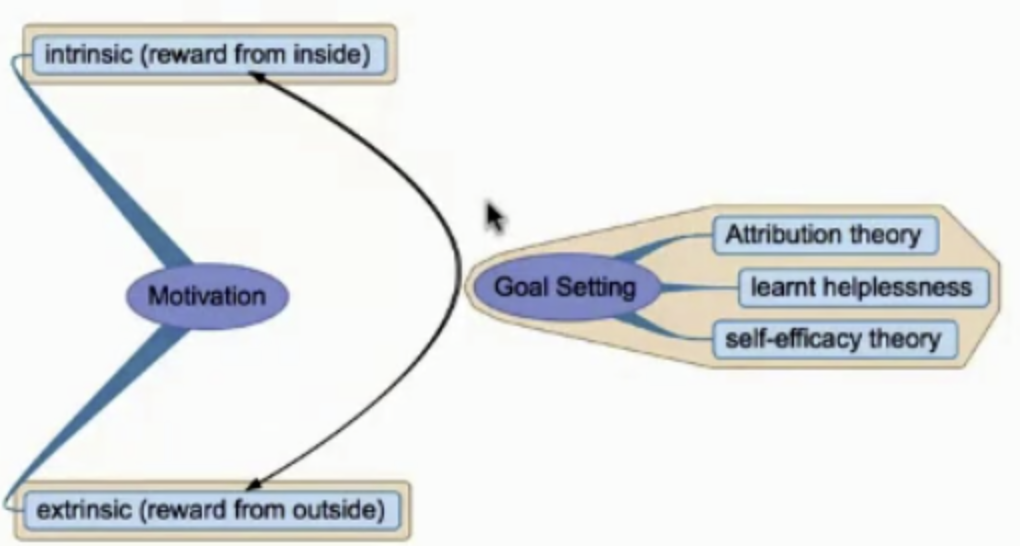 intrinsic (reward from inside)
Motivation
extrinsic (reward from outside)
Goal Setting
Attribution theory
learnt helplessness
self-efficacy theory